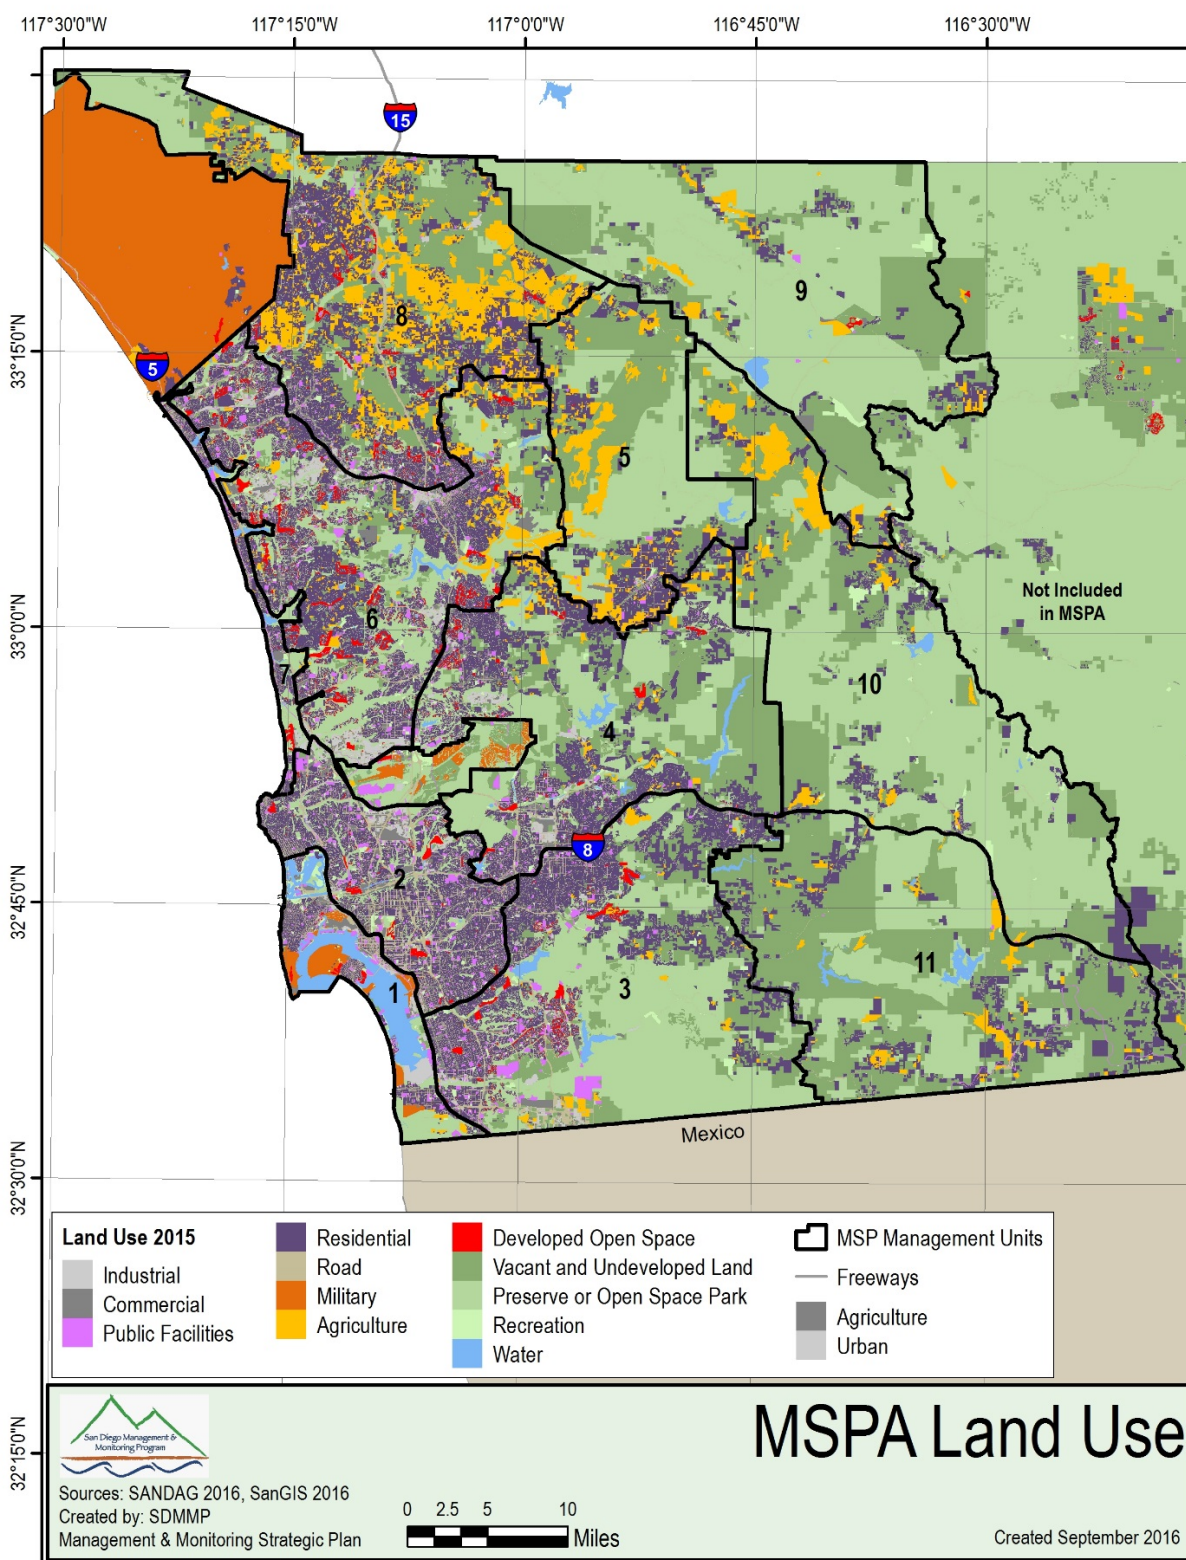 117°30'0"W 117°15'0"W 117°0'0"W 116°45'0"W 116°30'0"W
15
9
33°15'0"N
8
5
5
Not Included
in MSPA
33°0'0"N
6
7
10
4
8
32°45'0"N
2
11
3
1
Mexico
32°30'0"N
Land Use 2015
Industrial
Commercial
Public Facilities
Residential
Road
Military
Agriculture
Developed Open Space
Vacant and Undeveloped Land
Preserve or Open Space Park
Recreation
Water
MSP Management Units
Freeways
Agriculture
Urban
32°15'0"N
San Diego Management &
Monitoring Program
MSPA Land Use
Sources: SANDAG 2016, SanGIS 2016
Created by: SDMMP
Management & Monitoring Strategic Plan
0 2.5 5 10
Miles
Created September 2016